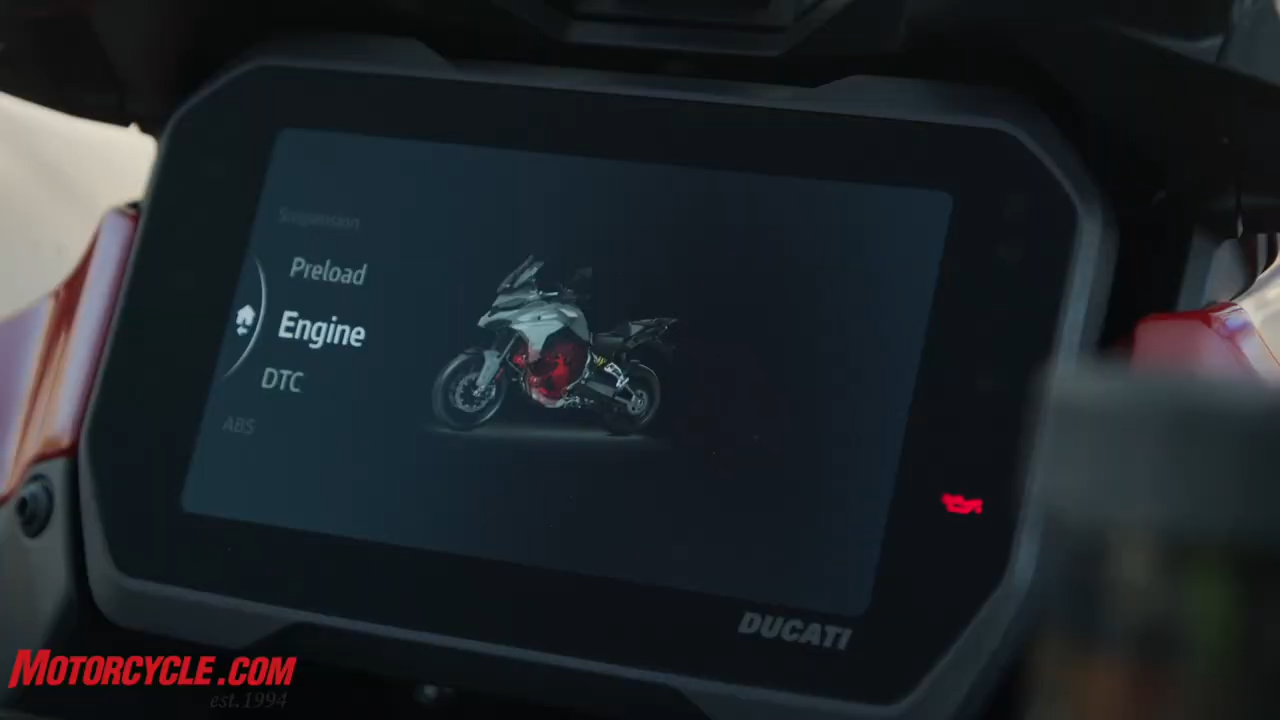 Suspension
Preload
Engine
DTC
ABS
DUCATI
MOTORCYCLE.COM
est.1994